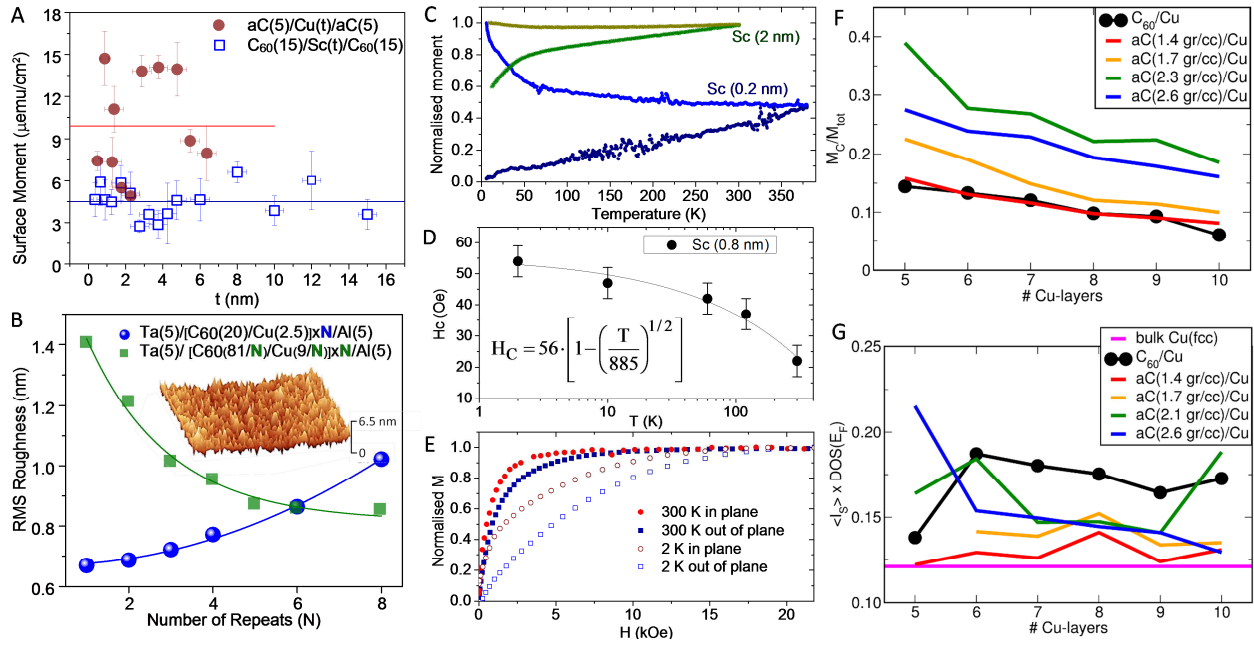 A
aC(5)/Cu(t)/aC(5)
C60(15)/Sc(t)/C60(15)
Surface Moment (µemu/cm²)
18
15
12
9
6
3
0
0 2 4 6 8 10 12 14 16
t (nm)
B
Ta(5)/[C60(20)/Cu(2.5)]xN/Al(5)
Ta(5)/ [C60(81/N)/Cu(9/N)]xN/Al(5)
RMS Roughness (nm)
1.4
1.2
1.0
0.8
0.6
6.5 nm
0
2 4 6 8
Number of Repeats (N)
C
Normalised moment
1.0
0.8
0.6
0.4
0.2
0.0
Sc (2 nm)
Sc (0.2 nm)
0 50 100 150 200 250 300 350
Temperature (K)
D
Sc (0.8 nm)
Hc (Oe)
60
50
40
30
20
10
HC = 56·[1−(T/885)^1/2]
1 10 100
T (K)
E
Normalised M
1.0
0.8
0.6
0.4
0.2
0.0
300 K in plane
300 K out of plane
2 K in plane
2 K out of plane
0 5 10 15 20
H (kOe)
F
C60/Cu
aC(1.4 gr/cc)/Cu
aC(1.7 gr/cc)/Cu
aC(2.3 gr/cc)/Cu
aC(2.6 gr/cc)/Cu
MC/Mtot
0.4
0.3
0.2
0.1
0
5 6 7 8 9 10
# Cu-layers
G
bulk Cu(fcc)
C60/Cu
aC(1.4 gr/cc)/Cu
aC(1.7 gr/cc)/Cu
aC(2.1 gr/cc)/Cu
aC(2.6 gr/cc)/Cu
<IS> x DOS(EF)
0.25
0.20
0.15
0.10
5 6 7 8 9 10
# Cu-layers